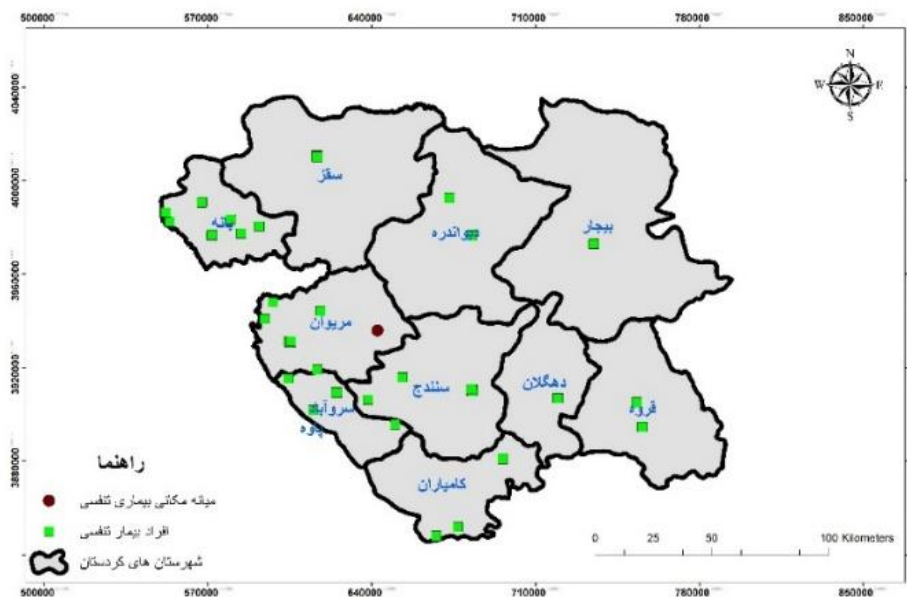 500000 570000 640000 710000 780000 850000
4040000
4000000
3960000
3920000
3880000
N
W E
S
سقز
بانه
دیواندره
بیجار
مریوان
سنندج
دهگلان
قروه
سروآباد
پاوه
کامیاران
راهنما
میانه مکانی بیماری تنفسی
افراد بیمار تنفسی
شهرستان های کردستان
0 25 50 100 Kilometers
500000 570000 640000 710000 780000 850000